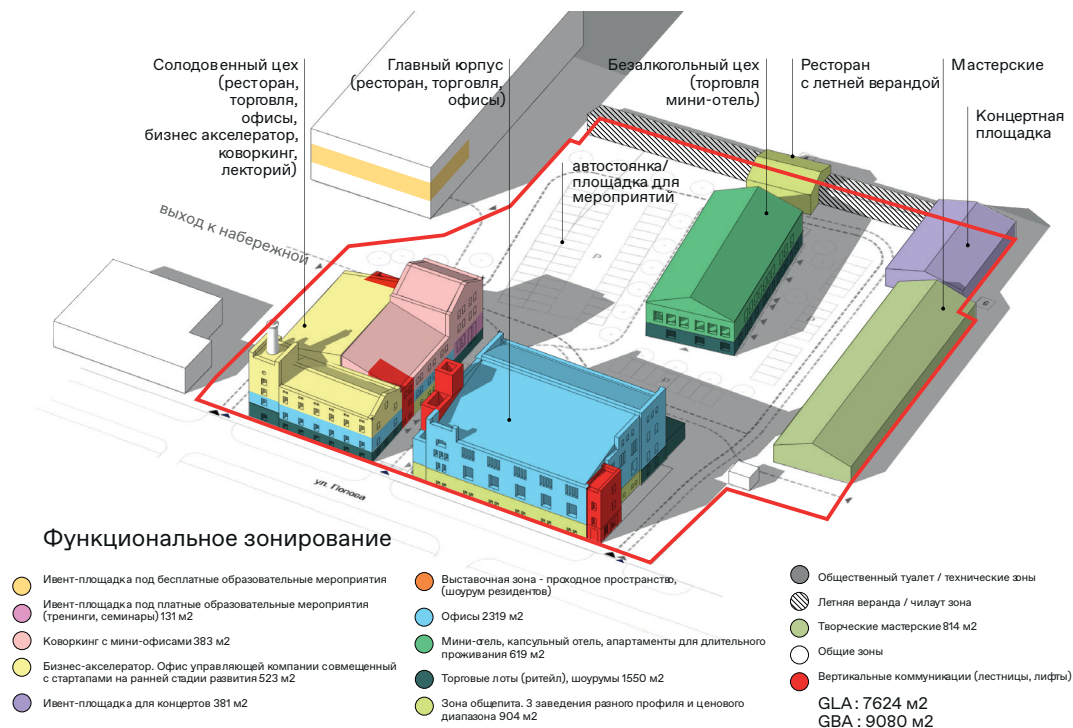 Солодовенный цех
(ресторан,
торговля,
офисы,
бизнес акселератор,
коворкинг,
лекторий)
Главный корпус
(ресторан, торговля,
офисы)
Безалкогольный цех
(торговля
мини-отель)
Ресторан
с летней верандой
Мастерские
Концертная
площадка
автостоянка/
площадка для
мероприятий
выход к набережной
P
P
P
ул. Попова
Функциональное зонирование
Ивент-площадка под бесплатные образовательные мероприятия
Ивент-площадка под платные образовательные мероприятия
(тренинги, семинары) 131 м2
Коворкинг с мини-офисами 383 м2
Бизнес-акселератор. Офис управляющей компании совмещенный
с стартапами на ранней стадии развития 523 м2
Ивент-площадка для концертов 381 м2
Выставочная зона - проходное пространство,
(шоурум резидентов)
Офисы 2319 м2
Мини-отель, капсульный отель, апартаменты для длительного
проживания 619 м2
Торговые лоты (ритейл), шоурумы 1550 м2
Зона общепита. 3 заведения разного профиля и ценового
диапазона 904 м2
Общественный туалет / технические зоны
Летняя веранда / чилаут зона
Творческие мастерские 814 м2
Общие зоны
Вертикальные коммуникации (лестницы, лифты)
GLA : 7624 м2
GBA : 9080 м2